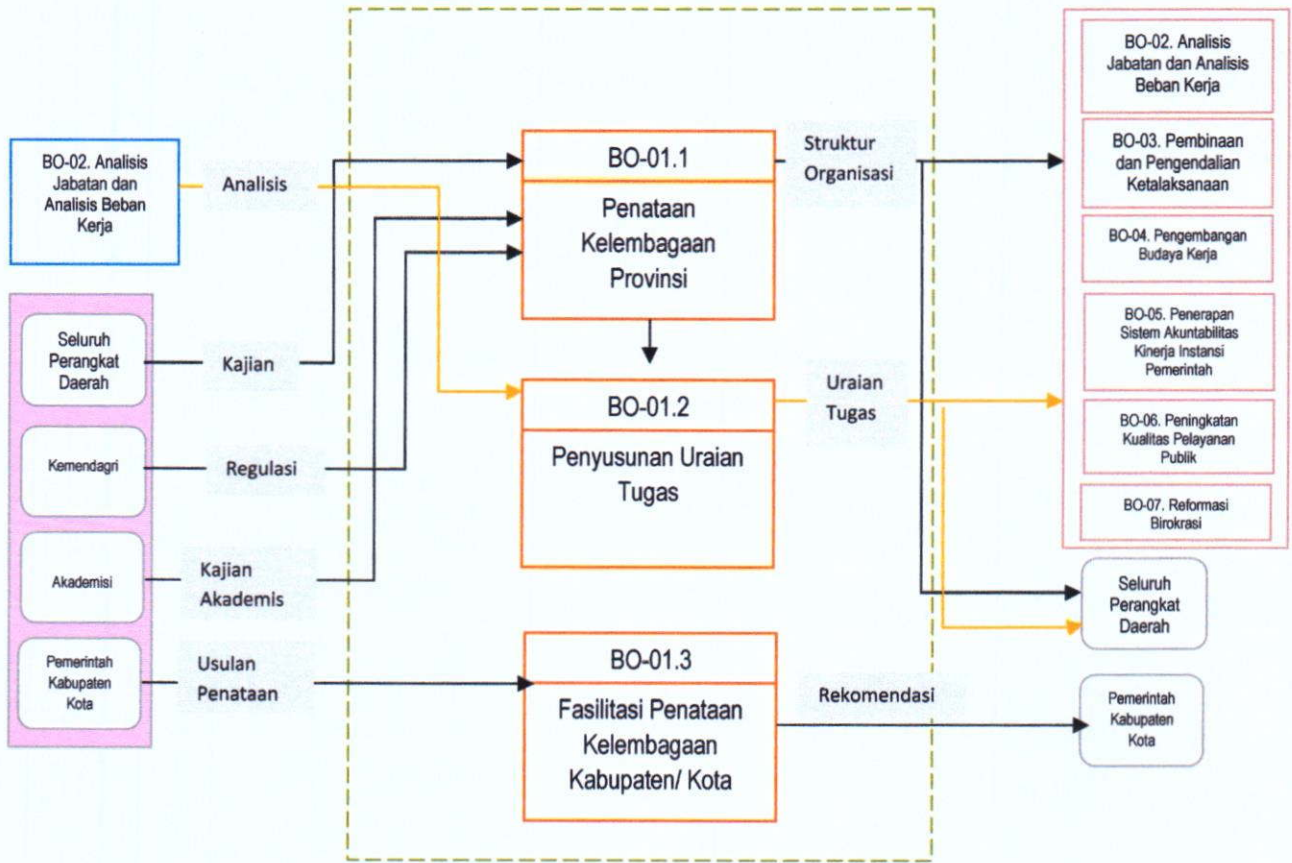 BO-02. Analisis
Jabatan dan
Analisis Beban
Kerja
Seluruh
Perangkat
Daerah
Kemendagri
Akademisi
Pemerintah
Kabupaten
Kota
Analisis
Kajian
Regulasi
Kajian
Akademis
Usulan
Penataan
BO-01.1
Penataan
Kelembagaan
Provinsi
BO-01.2
Penyusunan Uraian
Tugas
BO-01.3
Fasilitasi Penataan
Kelembagaan
Kabupaten/ Kota
Struktur
Organisasi
Uraian
Tugas
Rekomendasi
BO-02. Analisis
Jabatan dan Analisis
Beban Kerja
BO-03. Pembinaan
dan Pengendalian
Ketalaksanaan
BO-04. Pengembangan
Budaya Kerja
BO-05. Penerapan
Sistem Akuntabilitas
Kinerja Instansi
Pemerintah
BO-06. Peningkatan
Kualitas Pelayanan
Publik
BO-07. Reformasi
Birokrasi
Seluruh
Perangkat
Daerah
Pemerintah
Kabupaten
Kota